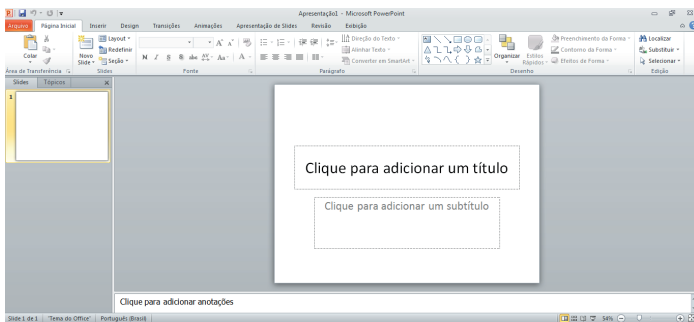 Apresentação1 - Microsoft PowerPoint
Arquivo Página Inicial Inserir Design Transições Animações Apresentação de Slides Revisão Exibição
Colar
Novo Slide
Layout
Redefinir
Seção
N I S S abc AV Aa A
Direção do Texto
Alinhar Texto
Converter em SmartArt
Organizar
Estilos Rápidos
Preenchimento da Forma
Contorno da Forma
Efeitos de Forma
Localizar
Substituir
Selecionar
Área de Transferência Slides Fonte Parágrafo Desenho Edição
Slides Tópicos
1
Clique para adicionar um título
Clique para adicionar um subtítulo
Clique para adicionar anotações
Slide 1 de 1 "Tema do Office" Português (Brasil) 54%